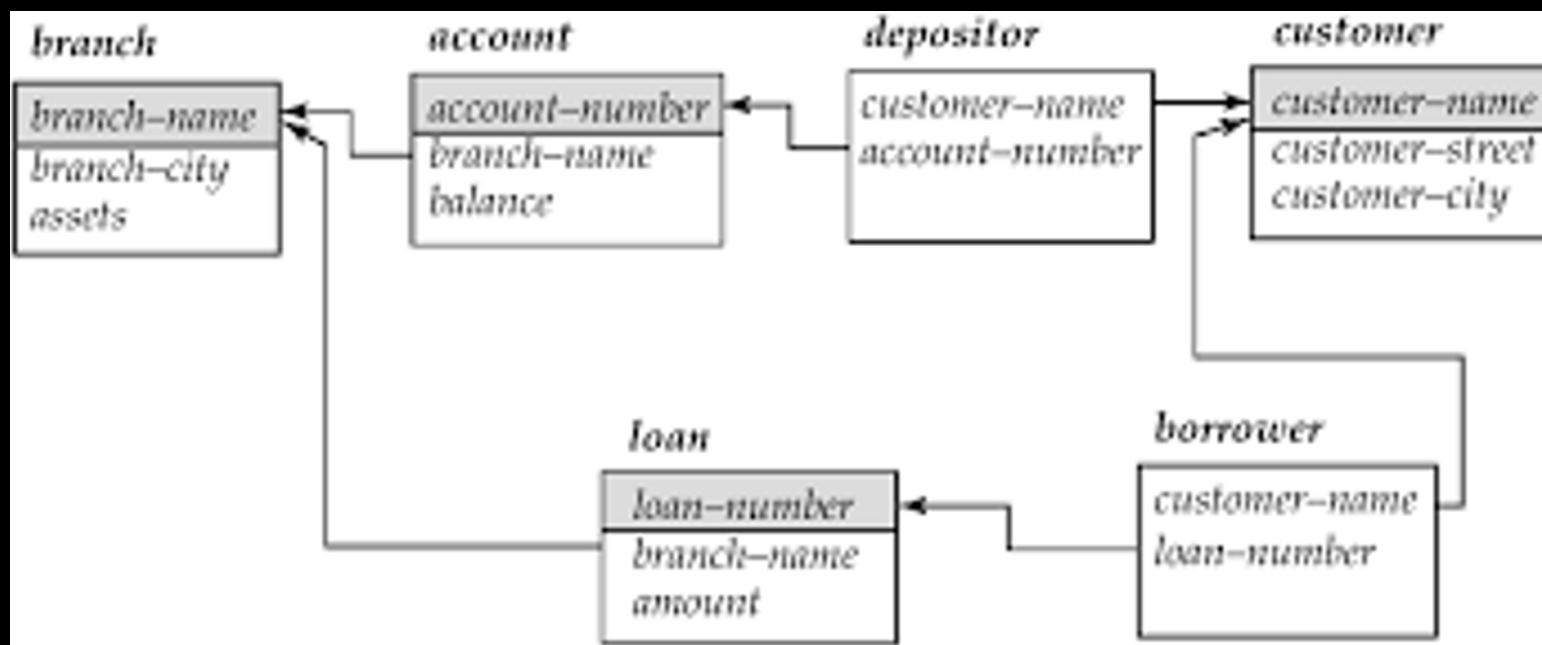 branch
branch–name
branch–city
assets
account
account–number
branch–name
balance
depositor
customer–name
account–number
customer
customer–name
customer–street
customer–city
loan
loan–number
branch–name
amount
borrower
customer–name
loan–number